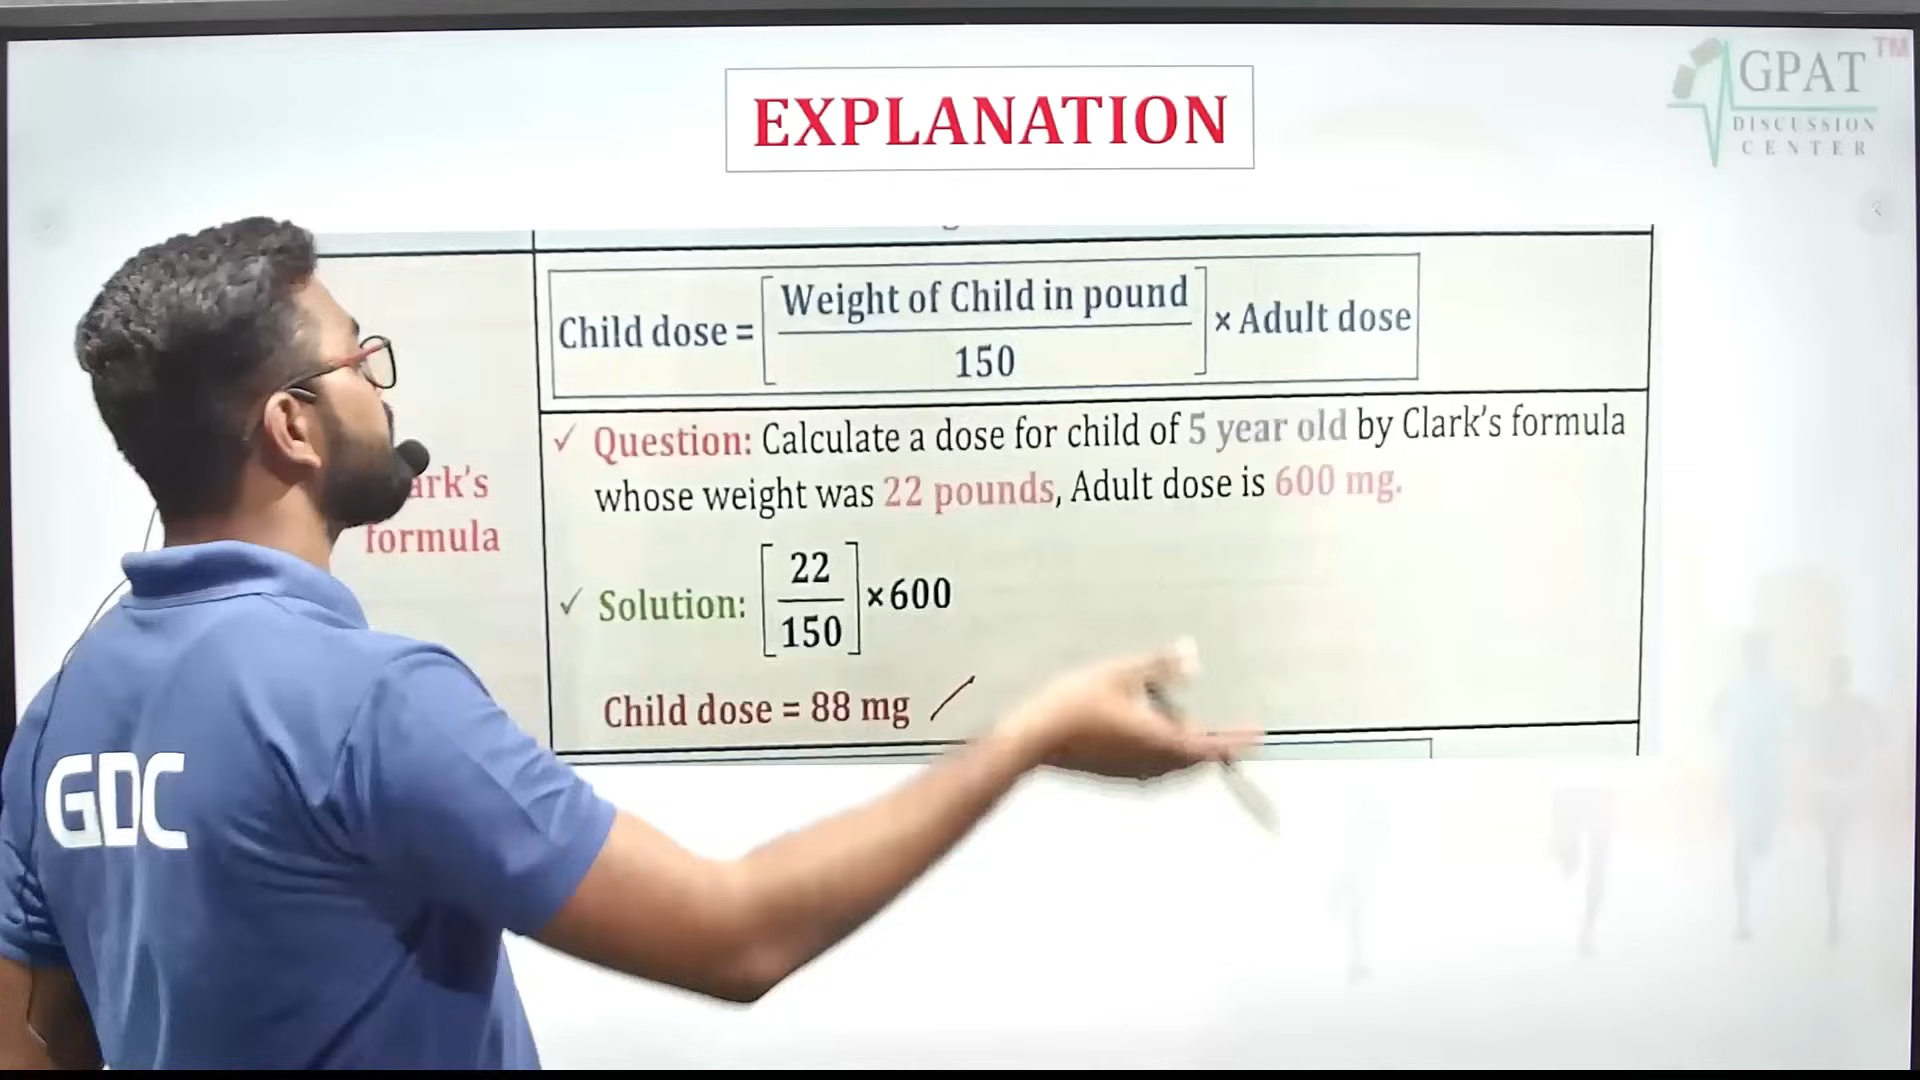 EXPLANATION
GPAT TM
DISCUSSION
CENTER
Child dose = [Weight of Child in pound / 150] × Adult dose
✓ Question: Calculate a dose for child of 5 year old by Clark's formula
whose weight was 22 pounds, Adult dose is 600 mg.
ark's
formula
✓ Solution: [22 / 150] ×600
Child dose = 88 mg
GDC